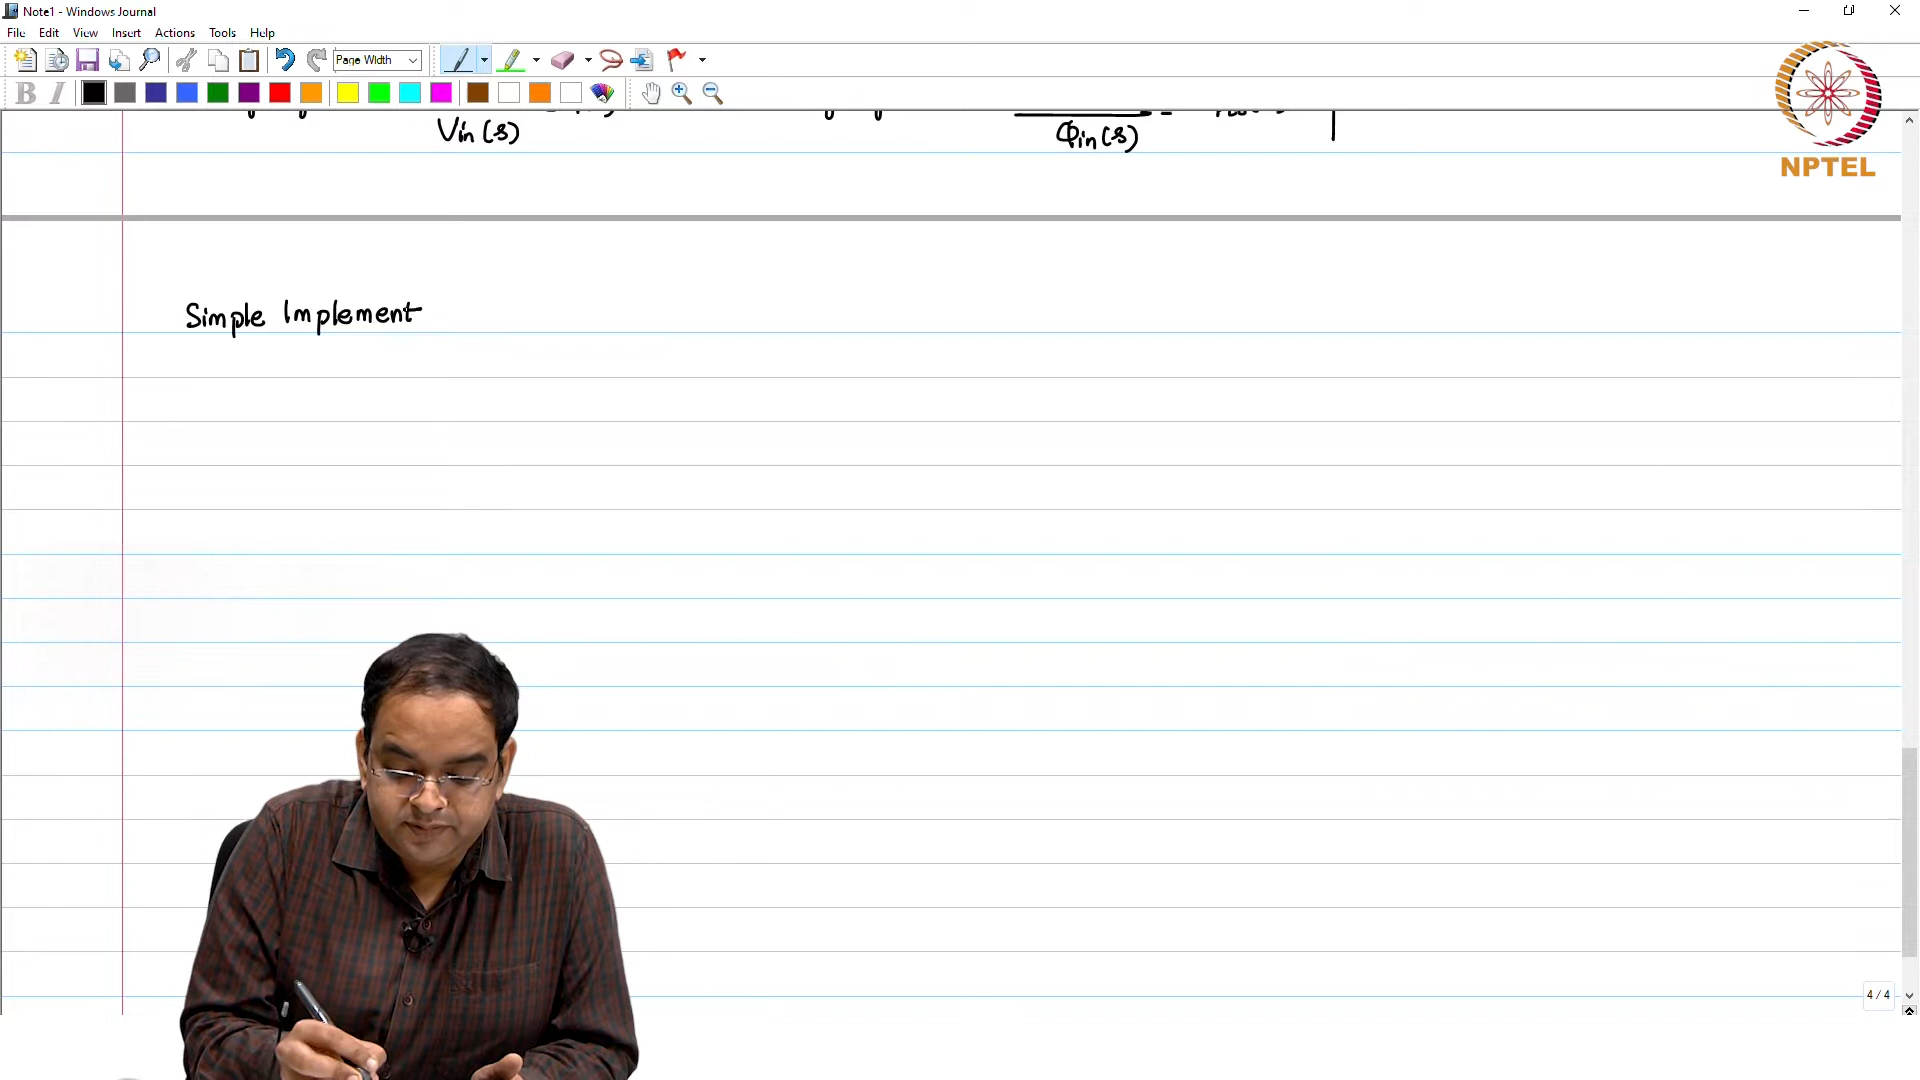 Note1 - Windows Journal
File Edit View Insert Actions Tools Help
Page Width
B I
NPTEL
Vin(s)
Φin(s)
Simple Implement
4 / 4